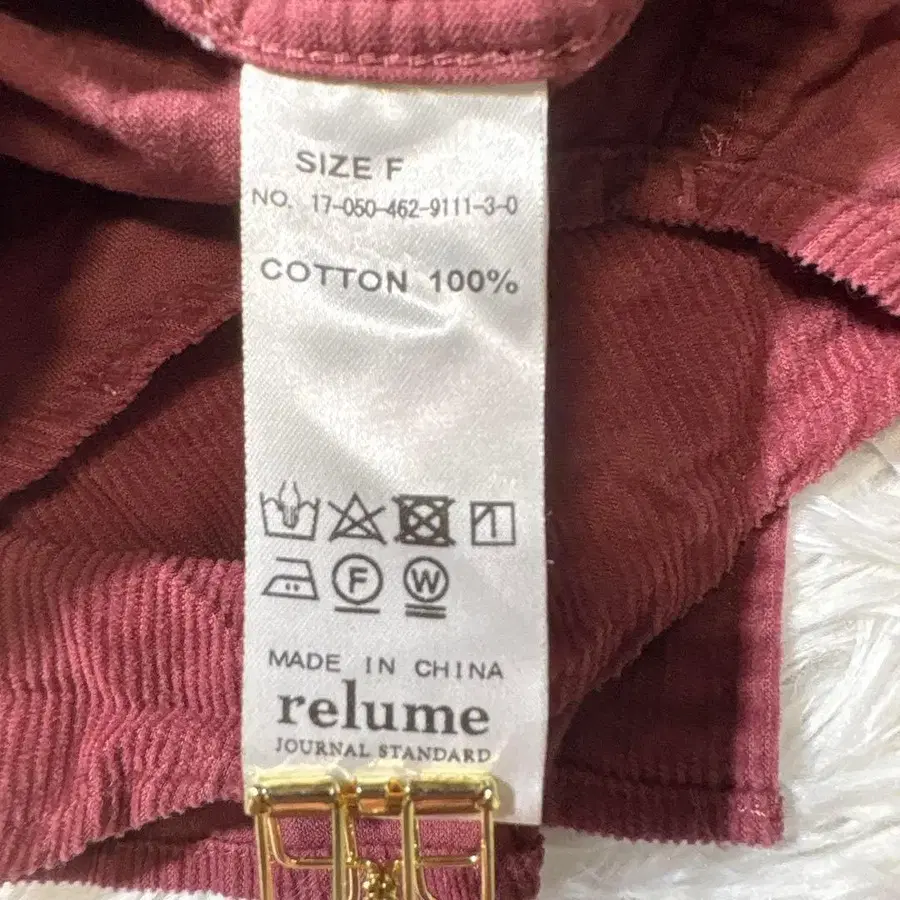 SIZE F
NO. 17-050-462-9111-3-0
COTTON 100%
F W
MADE IN CHINA
relume
JOURNAL STANDARD